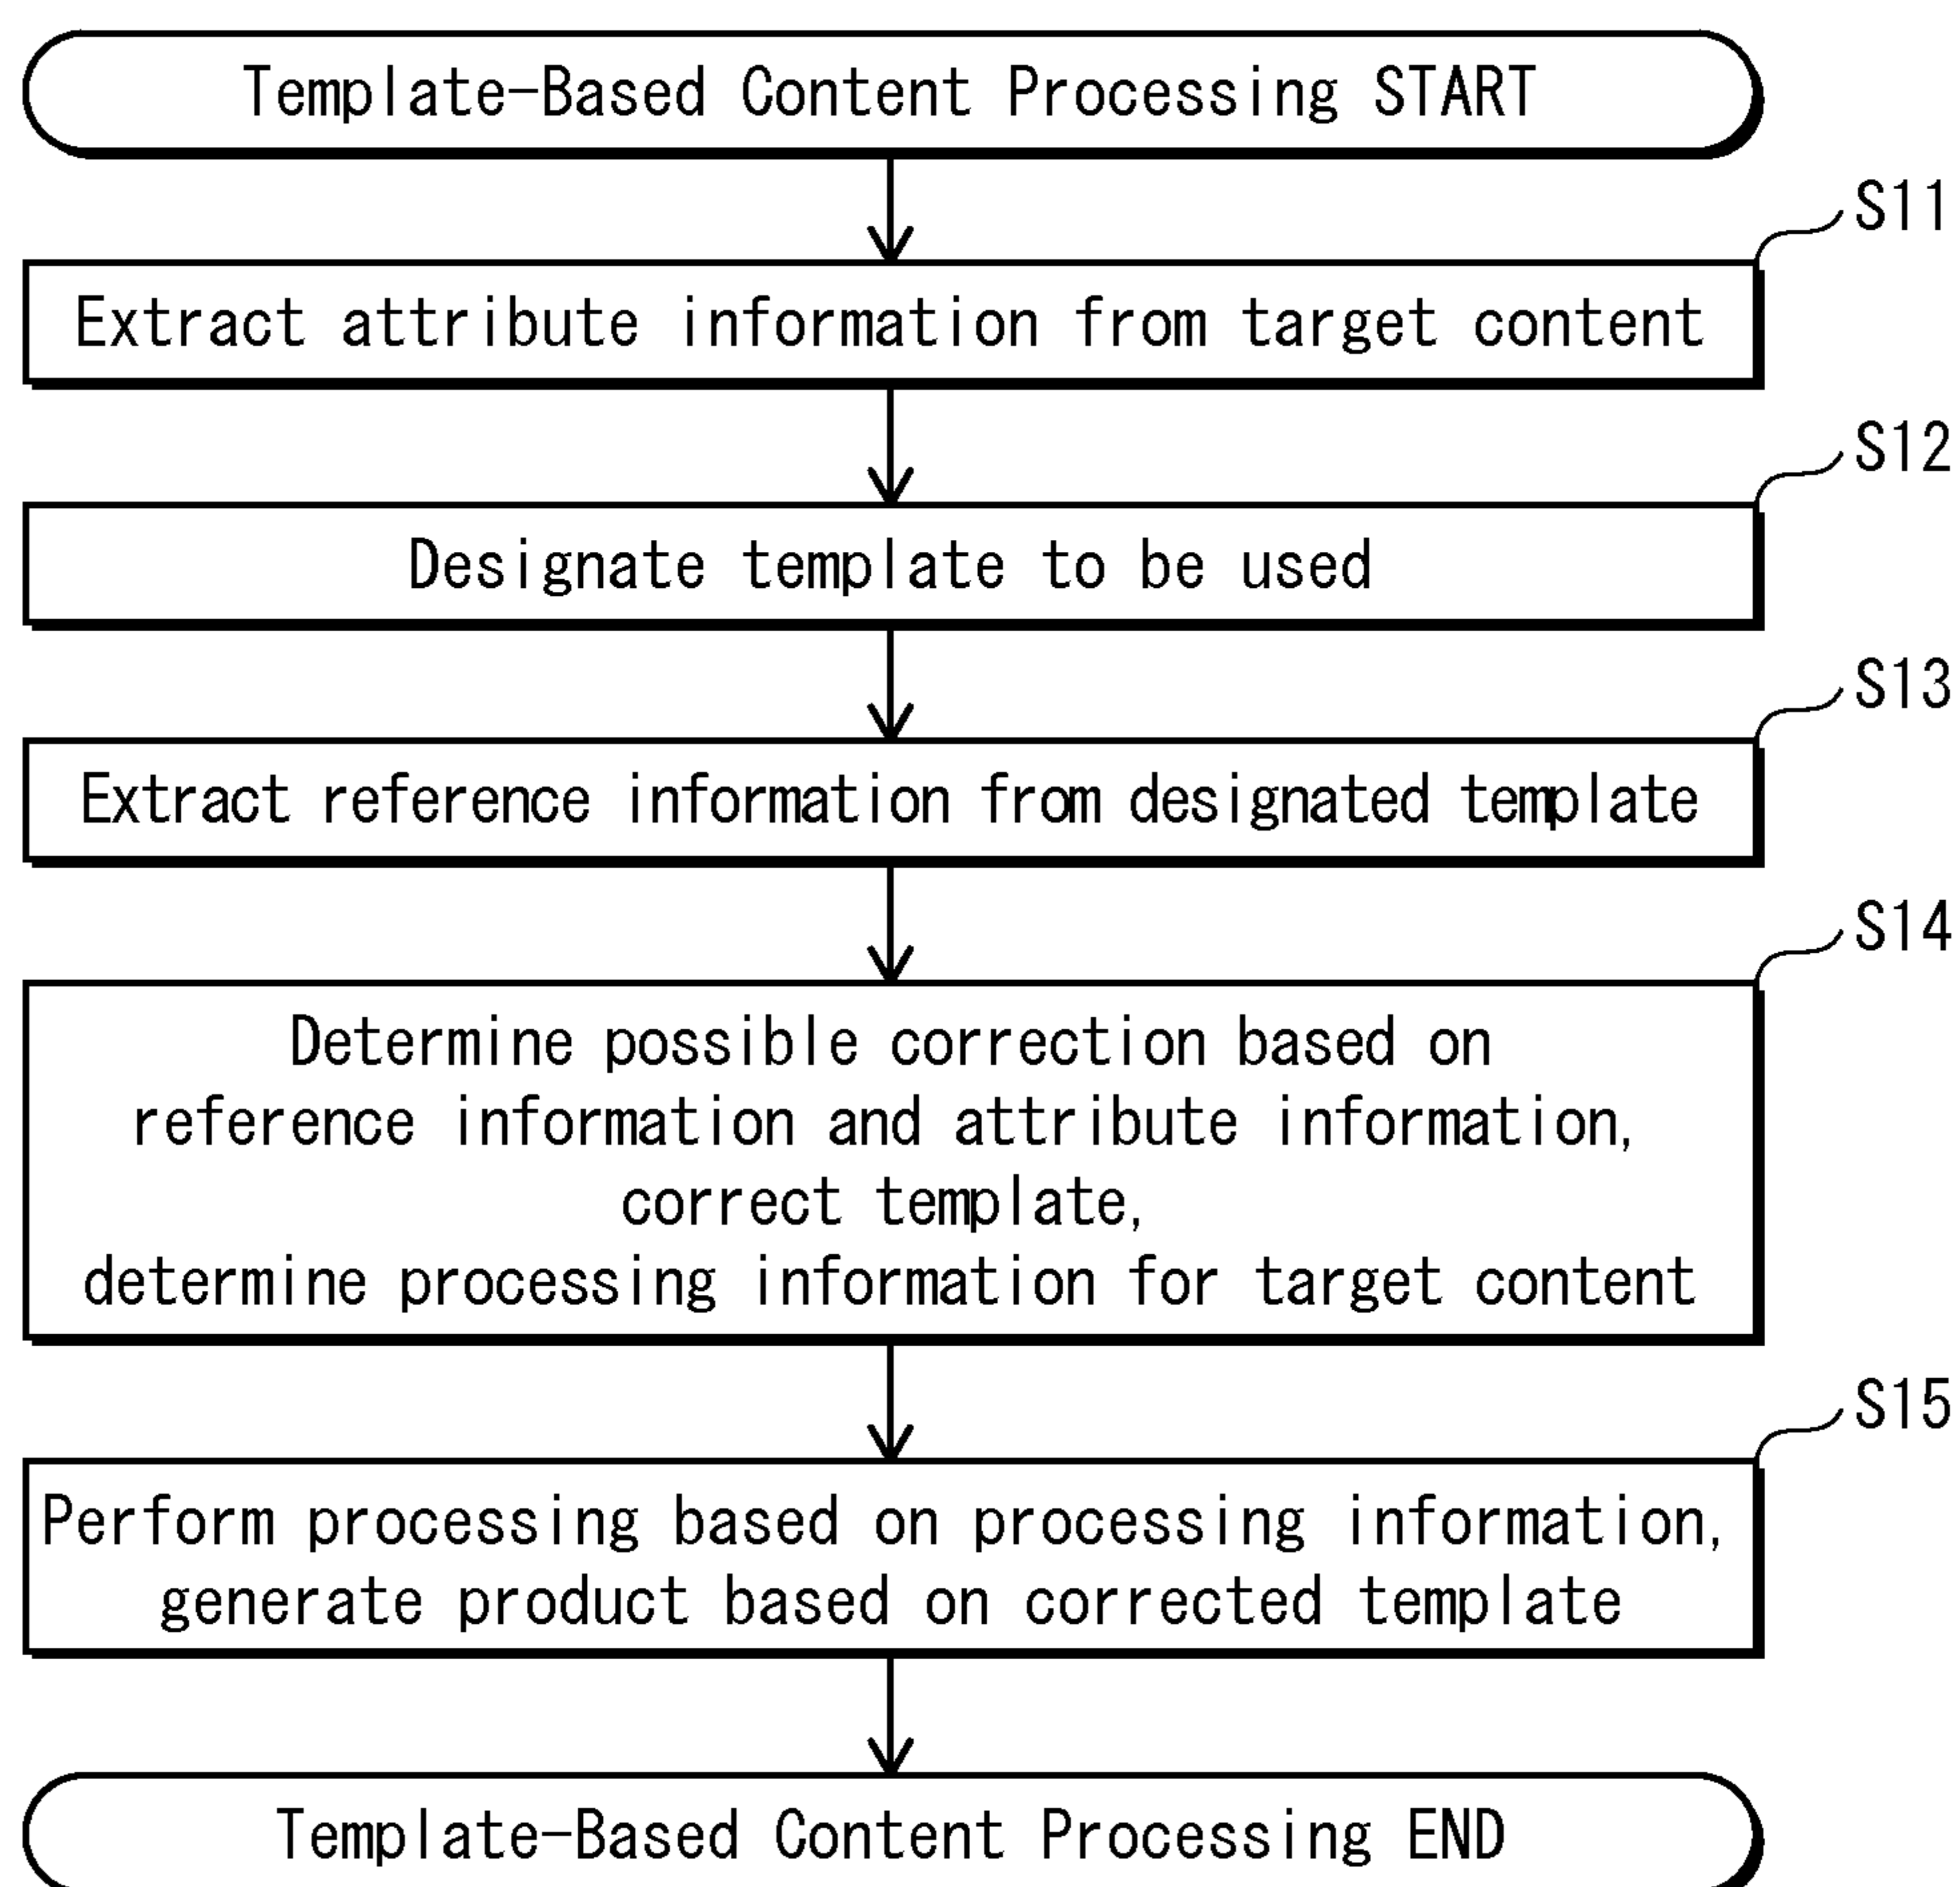 Template-Based Content Processing START
S11
Extract attribute information from target content
S12
Designate template to be used
S13
Extract reference information from designated template
S14
Determine possible correction based on
reference information and attribute information,
correct template,
determine processing information for target content
S15
Perform processing based on processing information,
generate product based on corrected template
Template-Based Content Processing END